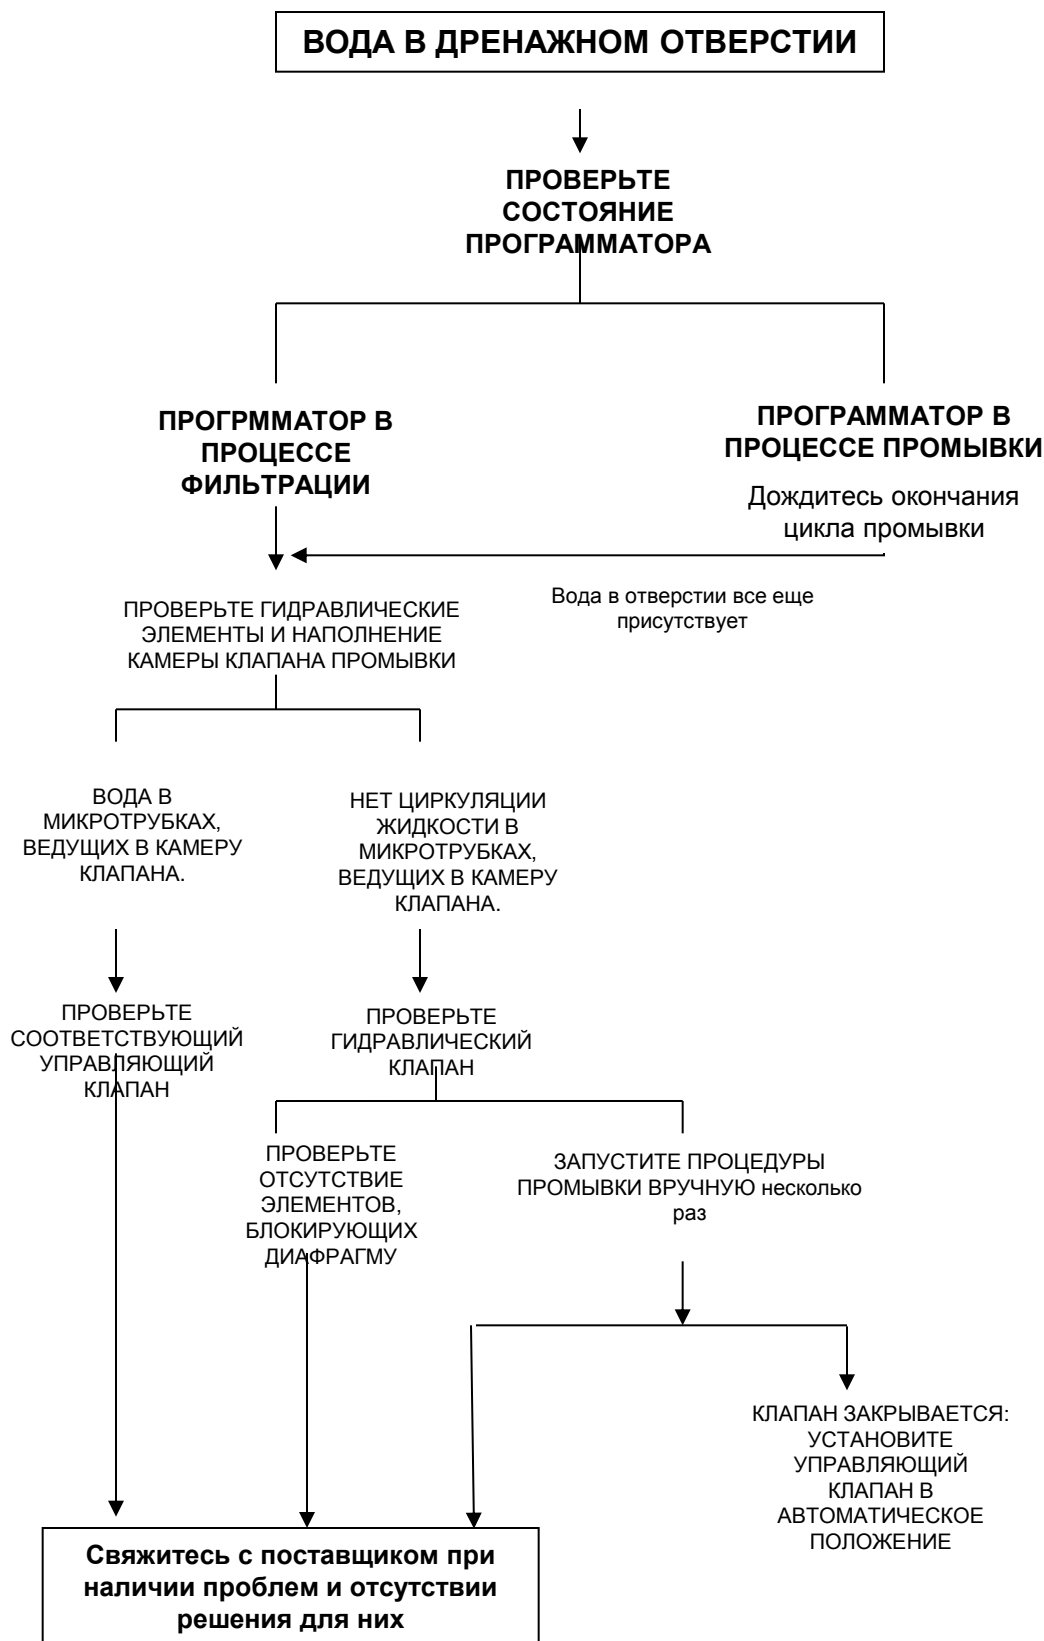 ВОДА В ДРЕНАЖНОМ ОТВЕРСТИИ
ПРОВЕРЬТЕ
СОСТОЯНИЕ
ПРОГРАММАТОРА
ПРОГРММАТОР В
ПРОЦЕССЕ
ФИЛЬТРАЦИИ
ПРОГРАММАТОР В
ПРОЦЕССЕ ПРОМЫВКИ
Дождитесь окончания
цикла промывки
Вода в отверстии все еще
присутствует
ПРОВЕРЬТЕ ГИДРАВЛИЧЕСКИЕ
ЭЛЕМЕНТЫ И НАПОЛНЕНИЕ
КАМЕРЫ КЛАПАНА ПРОМЫВКИ
ВОДА В
МИКРОТРУБКАХ,
ВЕДУЩИХ В КАМЕРУ
КЛАПАНА.
НЕТ ЦИРКУЛЯЦИИ
ЖИДКОСТИ В
МИКРОТРУБКАХ,
ВЕДУЩИХ В КАМЕРУ
КЛАПАНА.
ПРОВЕРЬТЕ
СООТВЕТСТВУЮЩИЙ
УПРАВЛЯЮЩИЙ
КЛАПАН
ПРОВЕРЬТЕ
ГИДРАВЛИЧЕСКИЙ
КЛАПАН
ПРОВЕРЬТЕ
ОТСУТСТВИЕ
ЭЛЕМЕНТОВ,
БЛОКИРУЮЩИХ
ДИАФРАГМУ
ЗАПУСТИТЕ ПРОЦЕДУРЫ
ПРОМЫВКИ ВРУЧНУЮ несколько
раз
КЛАПАН ЗАКРЫВАЕТСЯ:
УСТАНОВИТЕ
УПРАВЛЯЮЩИЙ
КЛАПАН В
АВТОМАТИЧЕСКОЕ
ПОЛОЖЕНИЕ
Свяжитесь с поставщиком при
наличии проблем и отсутствии
решения для них